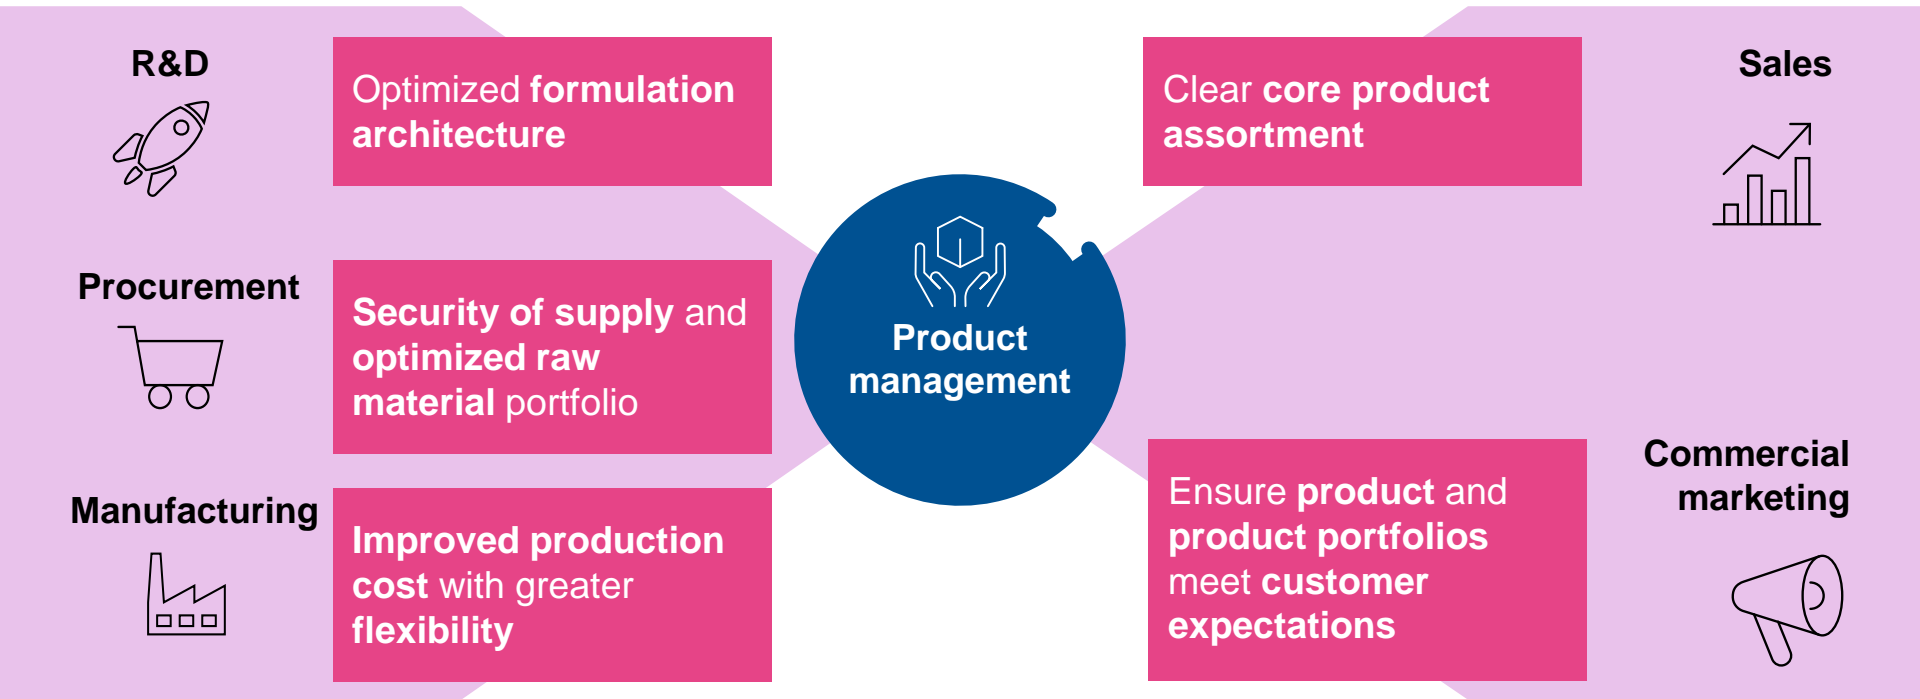 R&D
Optimized formulation
architecture
Procurement
Security of supply and
optimized raw
material portfolio
Manufacturing
Improved production
cost with greater
flexibility
Product
management
Clear core product
assortment
Sales
Ensure product and
product portfolios
meet customer
expectations
Commercial
marketing